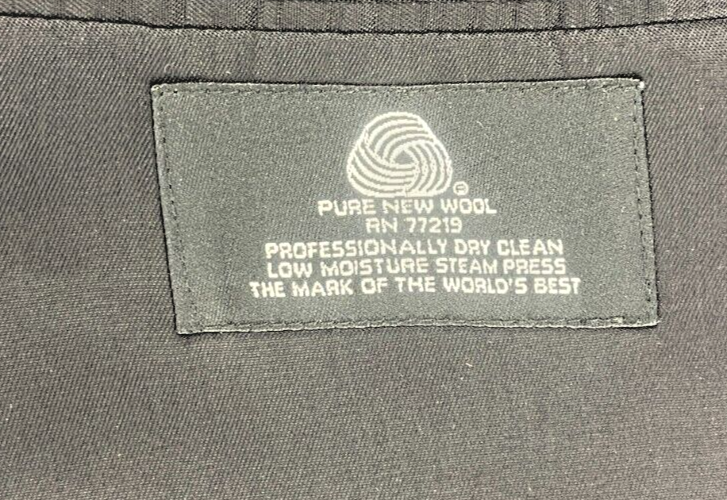 PURE NEW WOOL
RN 77219
PROFESSIONALLY DRY CLEAN
LOW MOISTURE STEAM PRESS
THE MARK OF THE WORLD'S BEST